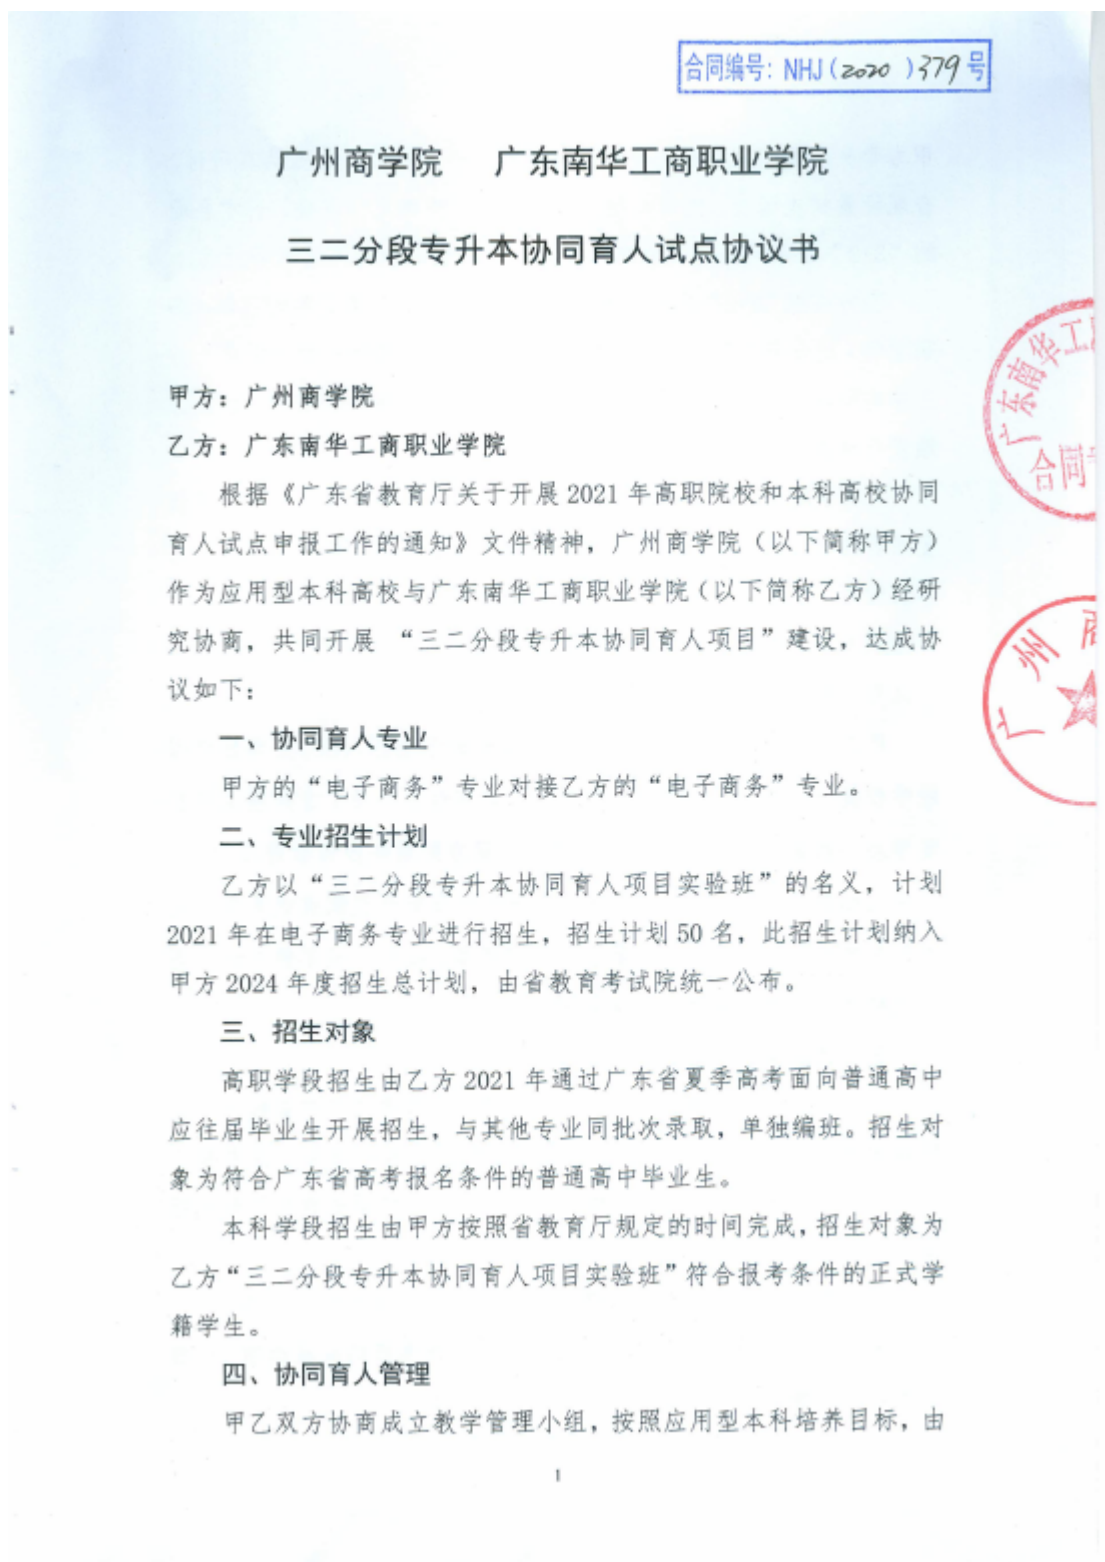 合同编号：NHJ(2020)379号
广州商学院 广东南华工商职业学院
三二分段专升本协同育人试点协议书
甲方：广州商学院
乙方：广东南华工商职业学院
根据《广东省教育厅关于开展 2021 年高职院校和本科高校协同
育人试点申报工作的通知》文件精神，广州商学院（以下简称甲方）
作为应用型本科高校与广东南华工商职业学院（以下简称乙方）经研
究协商，共同开展 “三二分段专升本协同育人项目”建设，达成协
议如下：
一、协同育人专业
甲方的“电子商务”专业对接乙方的“电子商务”专业。
二、专业招生计划
乙方以“三二分段专升本协同育人项目实验班”的名义，计划
2021 年在电子商务专业进行招生，招生计划 50 名，此招生计划纳入
甲方 2024 年度招生总计划，由省教育考试院统一公布。
三、招生对象
高职学段招生由乙方 2021 年通过广东省夏季高考面向普通高中
应往届毕业生开展招生，与其他专业同批次录取，单独编班。招生对
象为符合广东省高考报名条件的普通高中毕业生。
本科学段招生由甲方按照省教育厅规定的时间完成，招生对象为
乙方“三二分段专升本协同育人项目实验班”符合报考条件的正式学
籍学生。
四、协同育人管理
甲乙双方协商成立教学管理小组，按照应用型本科培养目标，由
1
广东南华工
合同
广州商